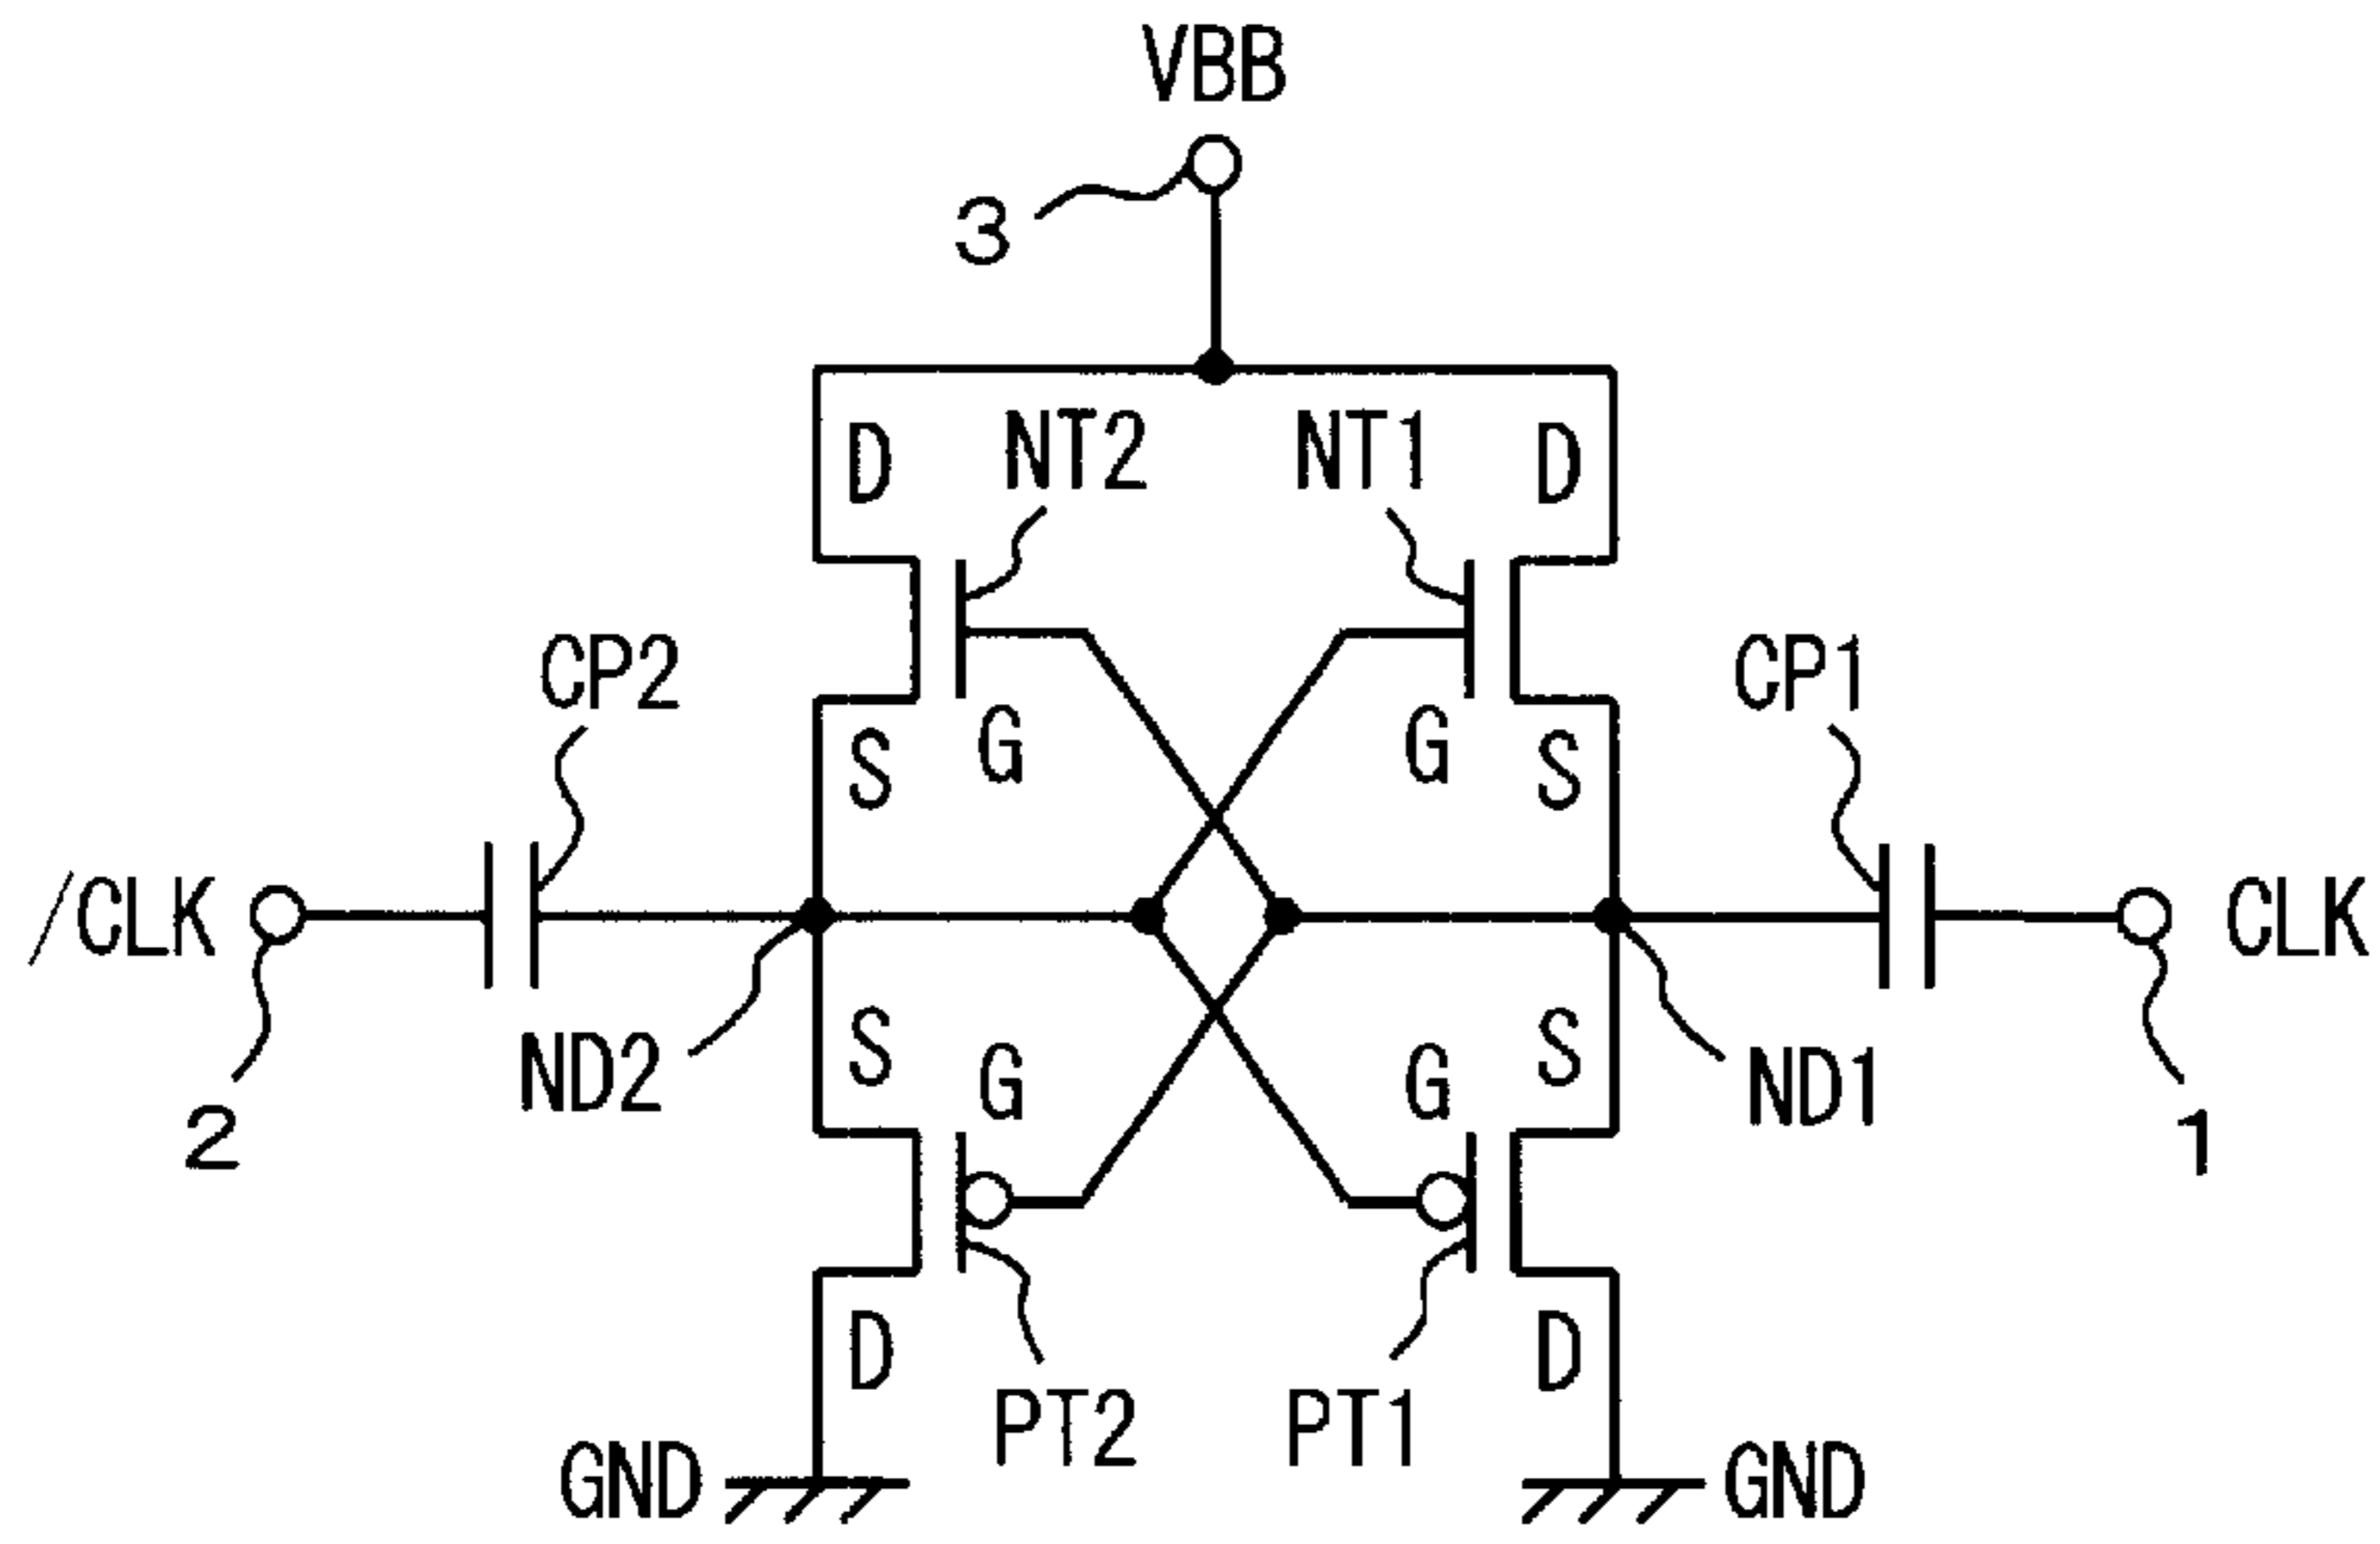 VBB
3
D NT2 NT1 D
CP2 CP1
S G G S
/CLK CLK
ND2 S G G S ND1
2 1
D D
PT2 PT1
GND GND